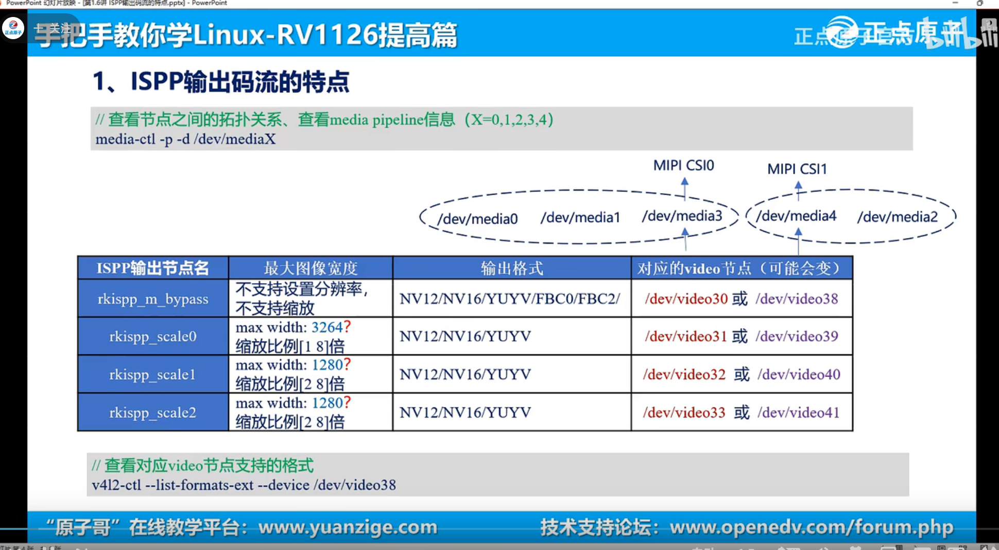 PowerPoint 幻灯片放映 - [第1.6讲 ISPP输出码流的特点.pptx] - PowerPoint
正点原子
+ 关注
手把手教你学Linux-RV1126提高篇
正点原子
bilibili
1、ISPP输出码流的特点
// 查看节点之间的拓扑关系、查看media pipeline信息（X=0,1,2,3,4）
media-ctl -p -d /dev/mediaX
MIPI CSI0
MIPI CSI1
/dev/media0 /dev/media1 /dev/media3 /dev/media4 /dev/media2
ISPP输出节点名 最大图像宽度 输出格式 对应的video节点（可能会变）
rkispp_m_bypass 不支持设置分辨率，
不支持缩放 NV12/NV16/YUYV/FBC0/FBC2/ /dev/video30 或 /dev/video38
rkispp_scale0 max width: 3264?
缩放比例[1 8]倍 NV12/NV16/YUYV /dev/video31 或 /dev/video39
rkispp_scale1 max width: 1280?
缩放比例[2 8]倍 NV12/NV16/YUYV /dev/video32 或 /dev/video40
rkispp_scale2 max width: 1280?
缩放比例[2 8]倍 NV12/NV16/YUYV /dev/video33 或 /dev/video41
// 查看对应video节点支持的格式
v4l2-ctl --list-formats-ext --device /dev/video38
“原子哥”在线教学平台：www.yuanzige.com 技术支持论坛：www.openedv.com/forum.php